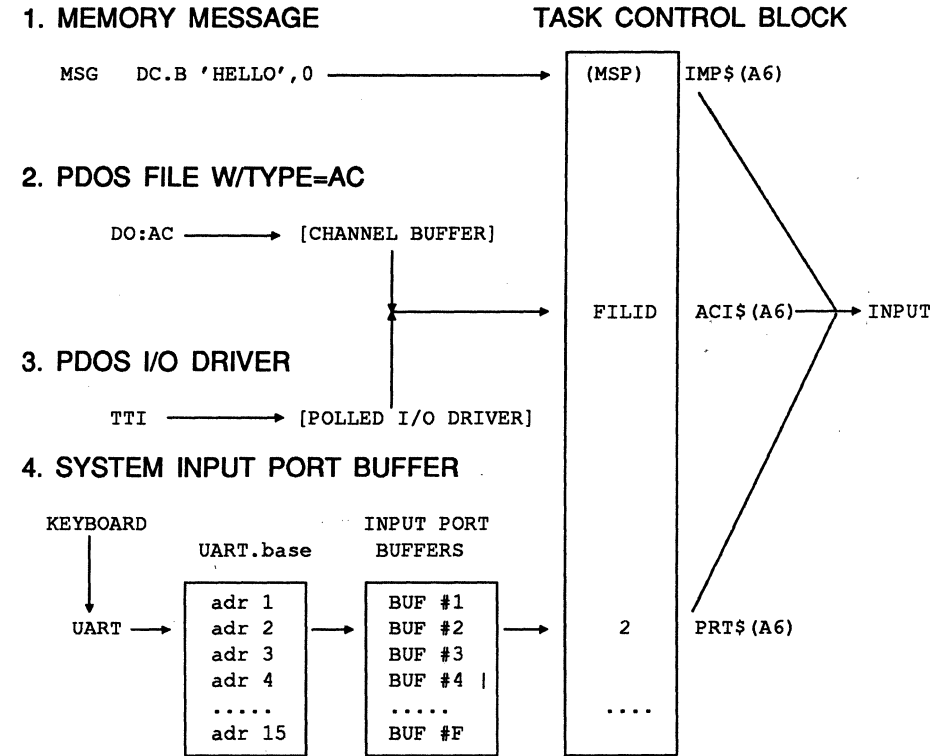 1. MEMORY MESSAGE
TASK CONTROL BLOCK
MSG DC.B 'HELLO',0
(MSP)
IMP$(A6)
2. PDOS FILE W/TYPE=AC
DO:AC
[CHANNEL BUFFER]
FILID
ACI$(A6)
INPUT
3. PDOS I/O DRIVER
TTI
[POLLED I/O DRIVER]
4. SYSTEM INPUT PORT BUFFER
KEYBOARD
UART
UART.base
adr 1
adr 2
adr 3
adr 4
.....
adr 15
INPUT PORT
BUFFERS
BUF #1
BUF #2
BUF #3
BUF #4
.....
BUF #F
2
....
PRT$(A6)